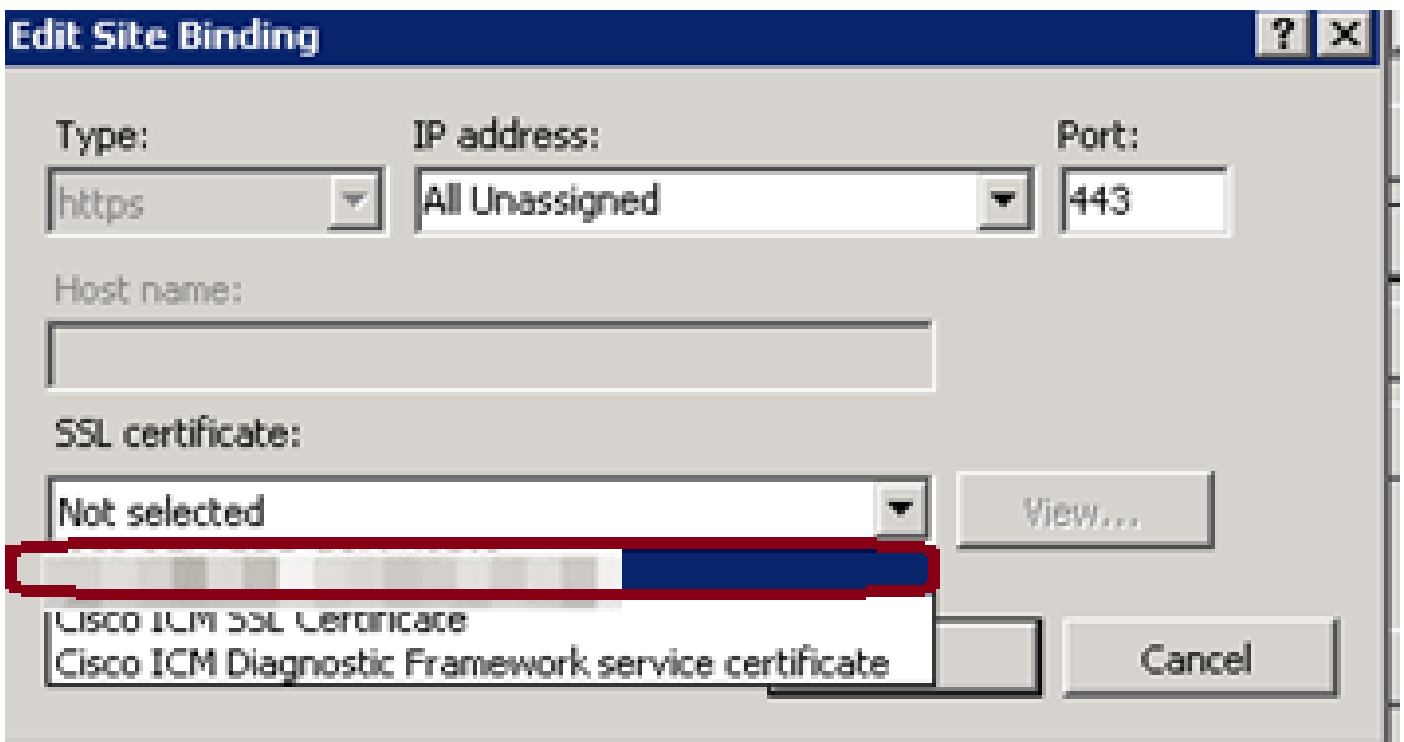 Edit Site Binding
Type: IP address: Port:
https All Unassigned 443
Host name:
SSL certificate:
Not selected View...
Cisco ICM SSL Certificate
Cisco ICM Diagnostic Framework service certificate
Cancel